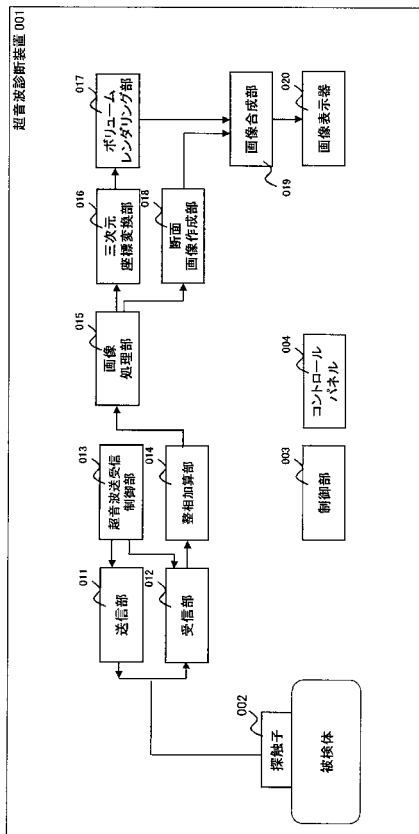 超音波診断装置 001
011
送信部
013
超音波送受信
制御部
012
受信部
014
整相加算部
015
画像
処理部
016
三次元
座標変換部
017
ボリューム
レンダリング部
018
断面
画像作成部
画像合成部
019
020
画像表示器
002
探触子
被検体
003
制御部
004
コントロール
パネル